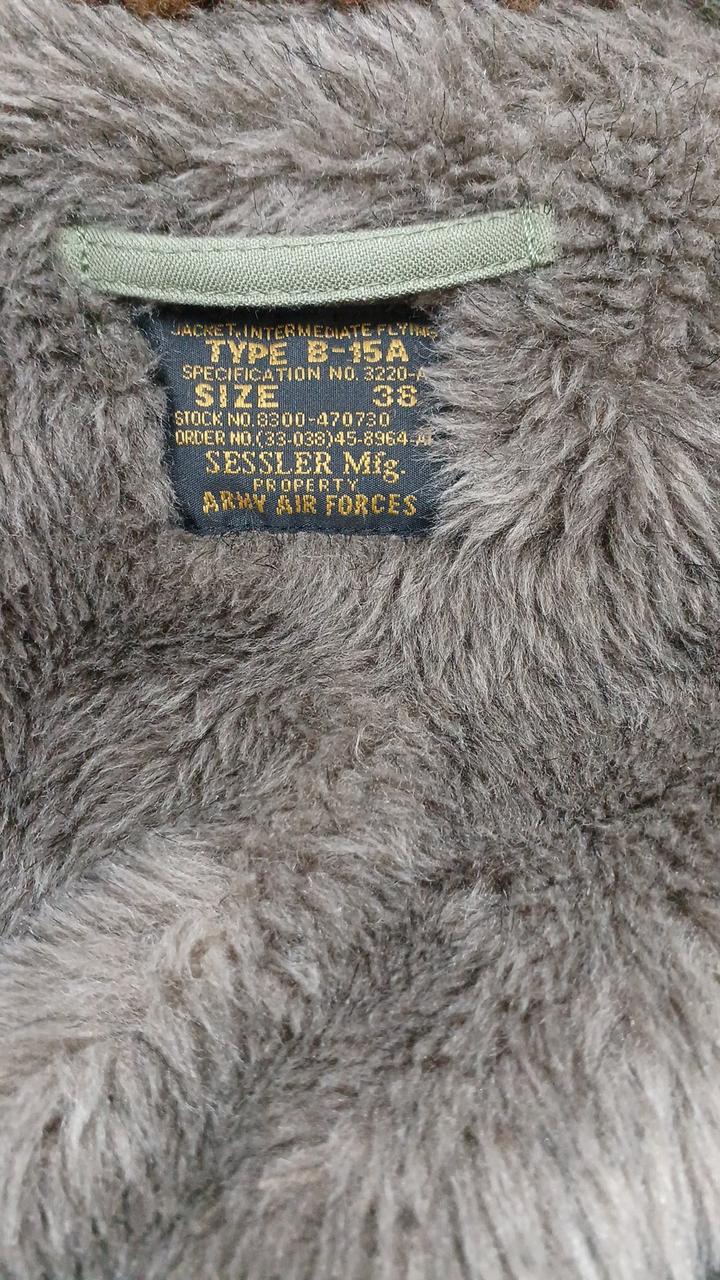 JACKET, INTERMEDIATE FLYING
TYPE B-15A
SPECIFICATION NO. 3220-A
SIZE 38
STOCK NO. 8300-470730
ORDER NO. (33-038)45-8964-A
SESSLER Mfg.
PROPERTY
ARMY AIR FORCES